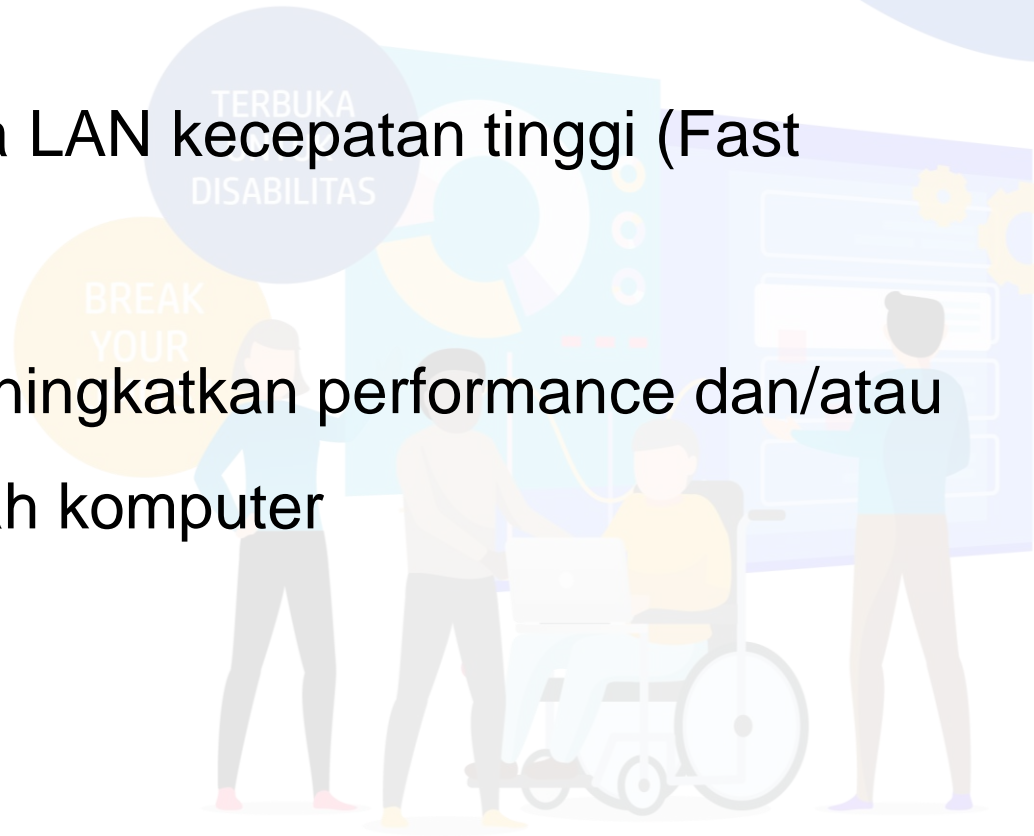 TERBUKA
LAN kecepatan tinggi (Fast
DISABILITAS
BREAK
YOUR
ningkatkan performance dan/atau
h komputer